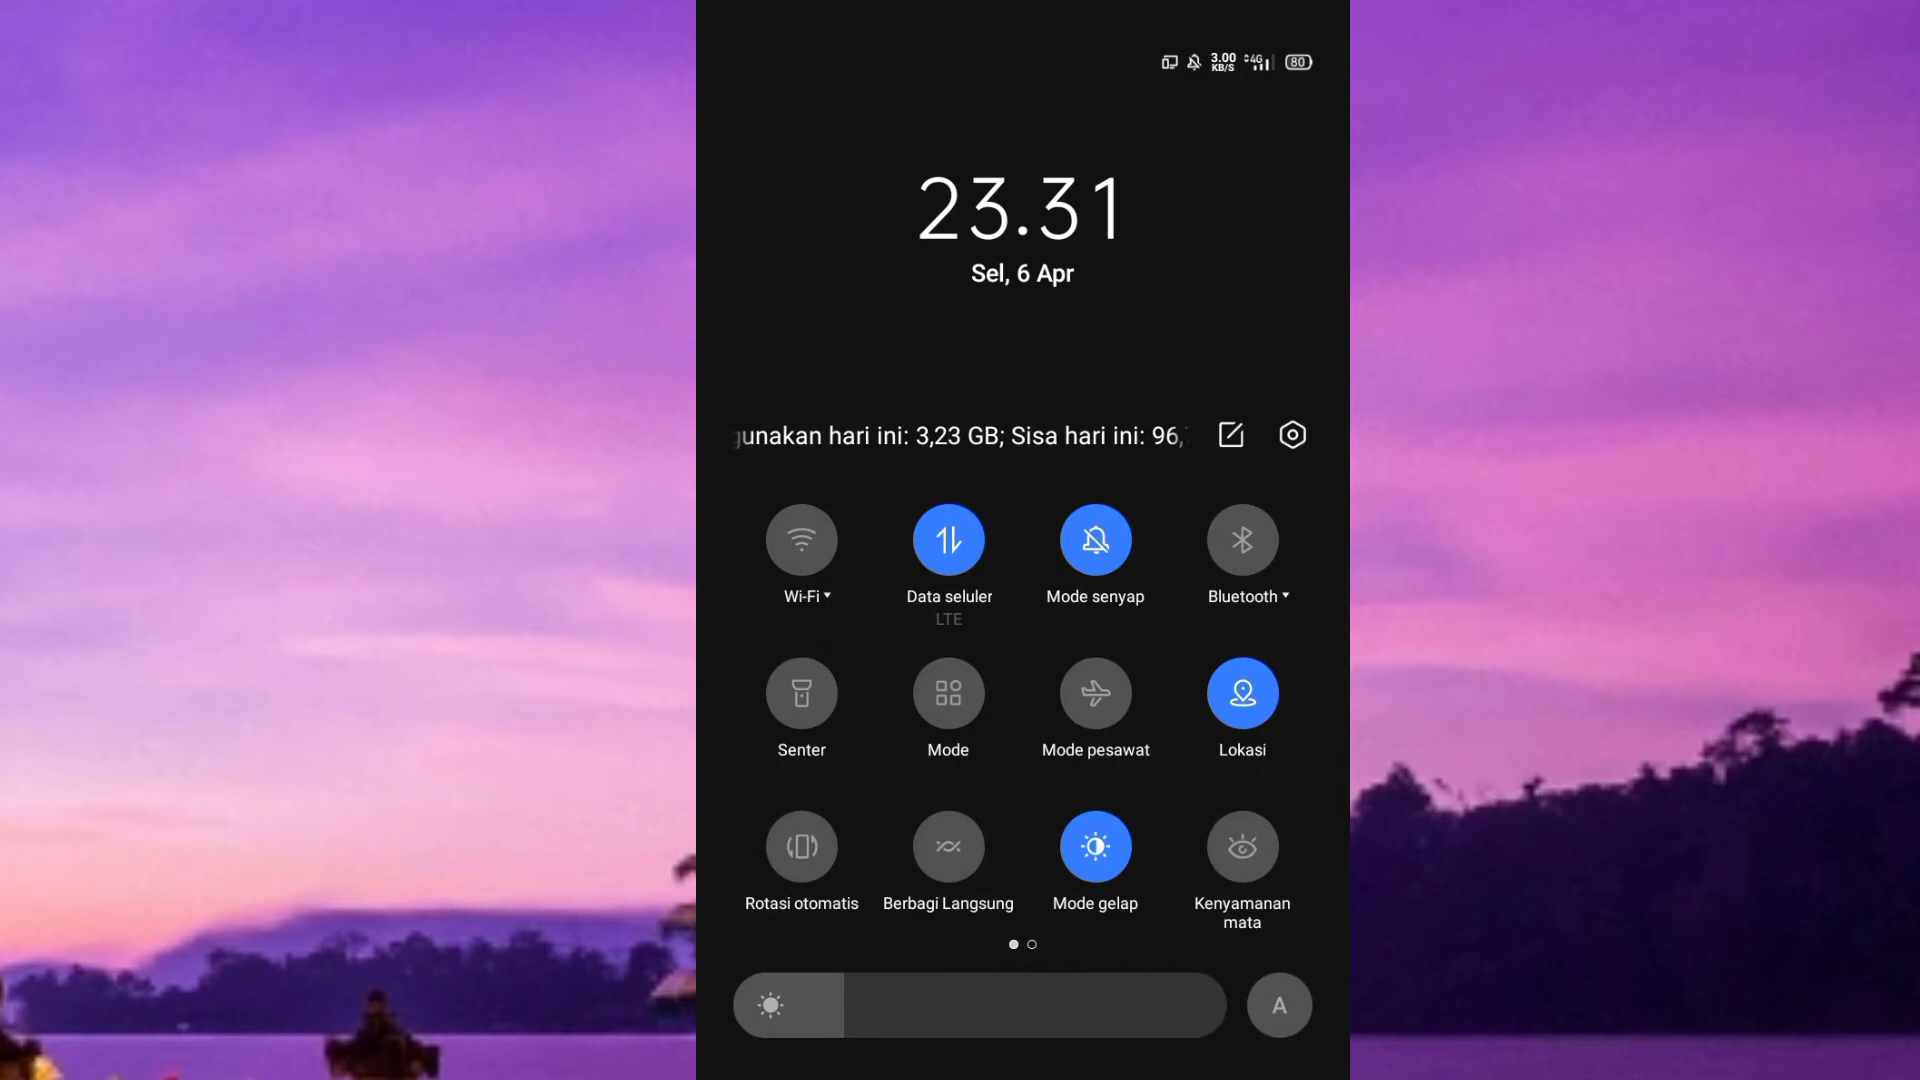 3.00
KB/S
4G
80
23.31
Sel, 6 Apr
gunakan hari ini: 3,23 GB; Sisa hari ini: 96,
Wi-Fi
Data seluler
LTE
Mode senyap
Bluetooth
Senter
Mode
Mode pesawat
Lokasi
Rotasi otomatis
Berbagi Langsung
Mode gelap
Kenyamanan
mata
A